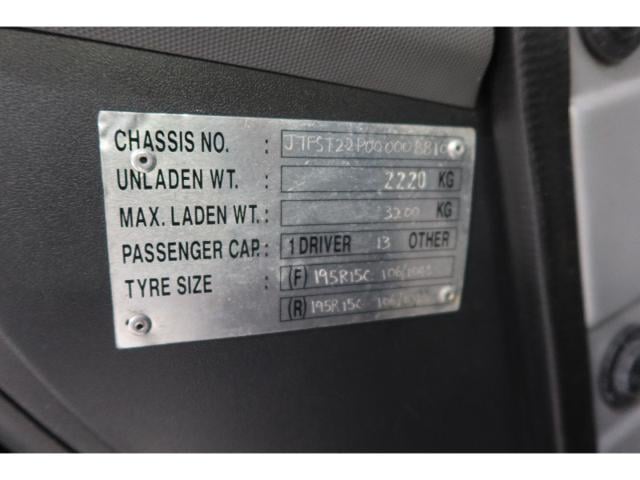 CHASSIS NO. :
UNLADEN WT. : 2220 KG
MAX. LADEN WT.: 3200 KG
PASSENGER CAP.: 1 DRIVER 13 OTHER
TYRE SIZE : (F) 195R15C
(R) 195R15C